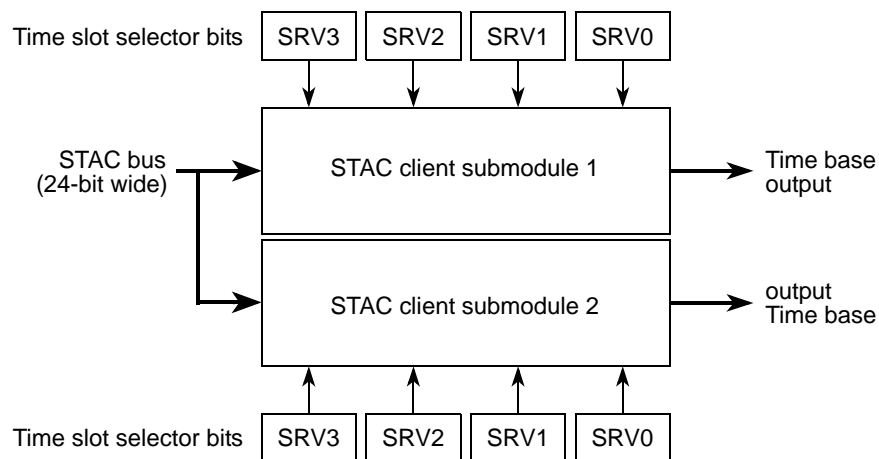 Time slot selector bits SRV3 SRV2 SRV1 SRV0
STAC bus
(24-bit wide)
STAC client submodule 1
Time base
output
STAC client submodule 2
output
Time base
Time slot selector bits SRV3 SRV2 SRV1 SRV0